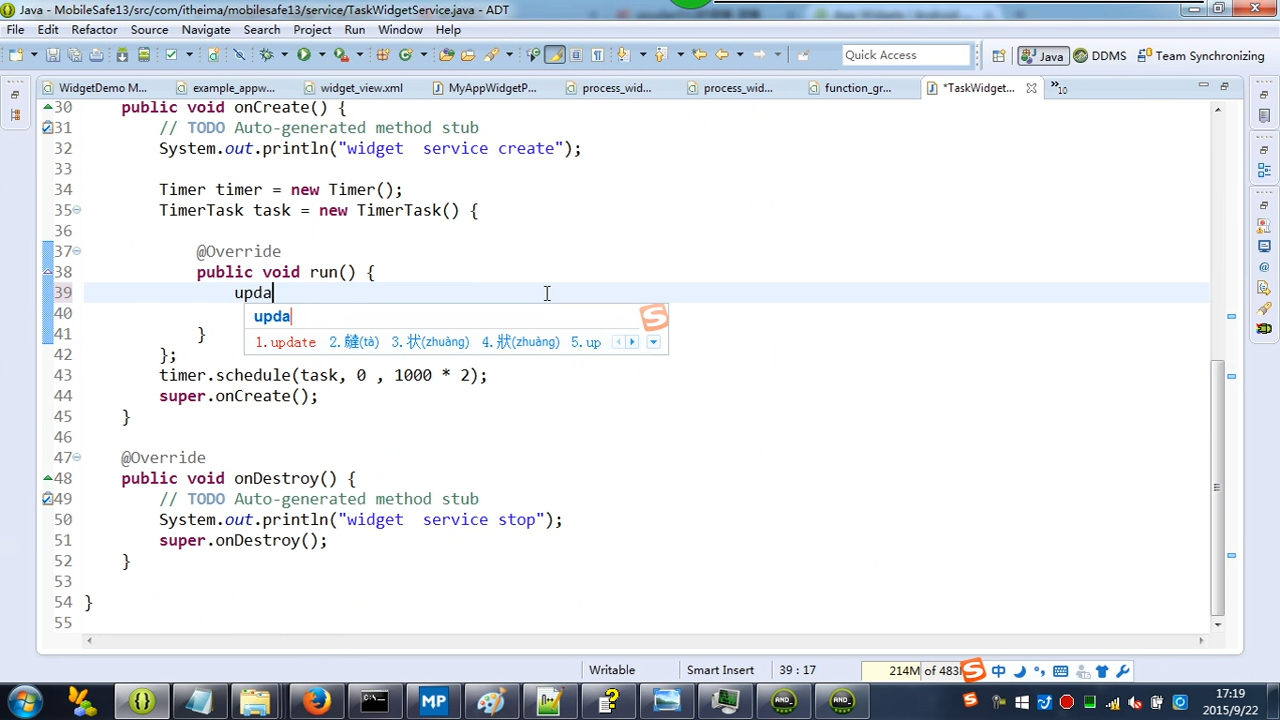 Java - MobileSafe13/src/com/itheima/mobilesafe13/service/TaskWidgetService.java - ADT
File Edit Refactoring Source Navigate Search Project Run Window Help
Quick Access Java DDMS Team Synchronizing
WidgetDemo M... example_appw... widget_view.xml MyAppWidgetP... process_wid... process_wid... function_gr... *TaskWidget... »10
30 public void onCreate() {
31 // TODO Auto-generated method stub
32 System.out.println("widget  service create");
33
34 Timer timer = new Timer();
35 TimerTask task = new TimerTask() {
36
37 @Override
38 public void run() {
39 upda
upda
40
1.update 2.縫(tà) 3.状(zhuàng) 4.狀(zhuàng) 5.up
41 }
42 };
43 timer.schedule(task, 0 , 1000 * 2);
44 super.onCreate();
45 }
46
47 @Override
48 public void onDestroy() {
49 // TODO Auto-generated method stub
50 System.out.println("widget  service stop");
51 super.onDestroy();
52 }
53
54 }
55
Writable Smart Insert 39 : 17 214M of 483 中
MP
17:19
2015/9/22